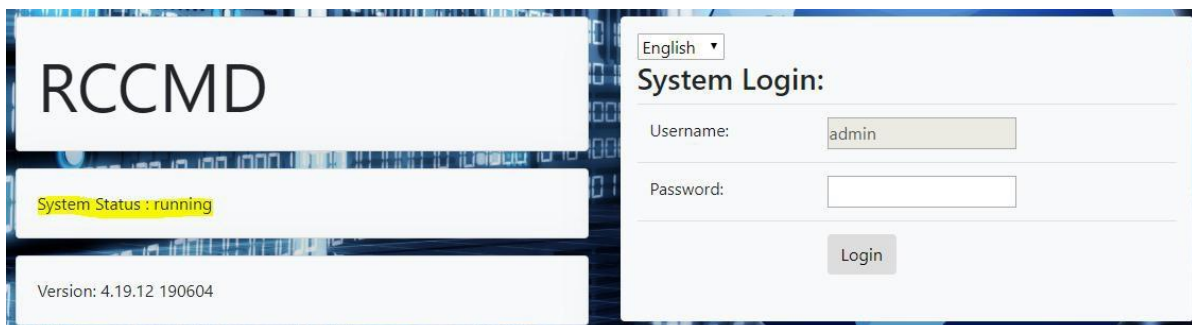 RCCMD
System Status : running
Version: 4.19.12 190604
English
System Login:
Username:
admin
Password:
Login